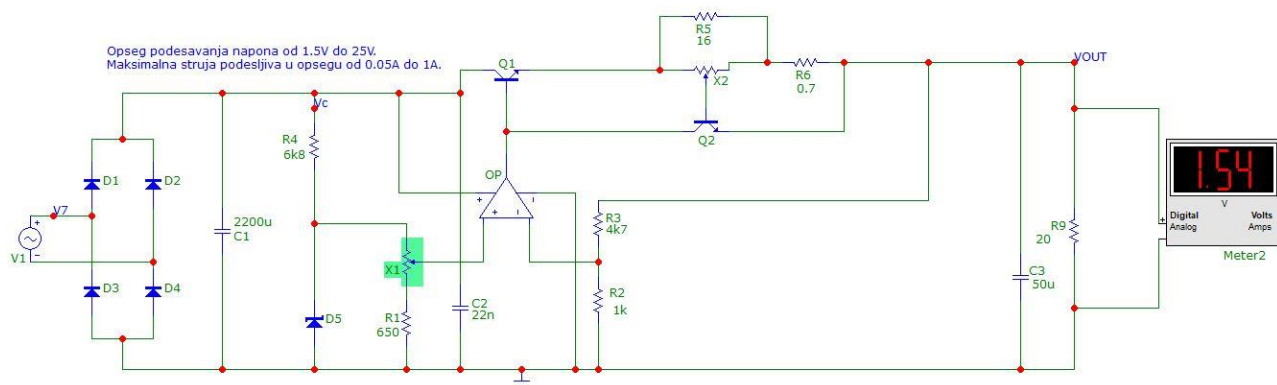 Opseg podesavanja napona od 1.5V do 25V.
Maksimalna struja podesljiva u opsegu od 0.05A do 1A.
R5
16
Q1
X2
R6
0.7
VOUT
Vc
R4
6k8
Q2
D1
D2
OP
V7
2200u
C1
R3
4k7
1.54
V
Digital
Volts
Analog
Amps
Meter2
V1
X1
R9
20
D3
D4
C2
22n
R2
1k
C3
50u
D5
R1
650